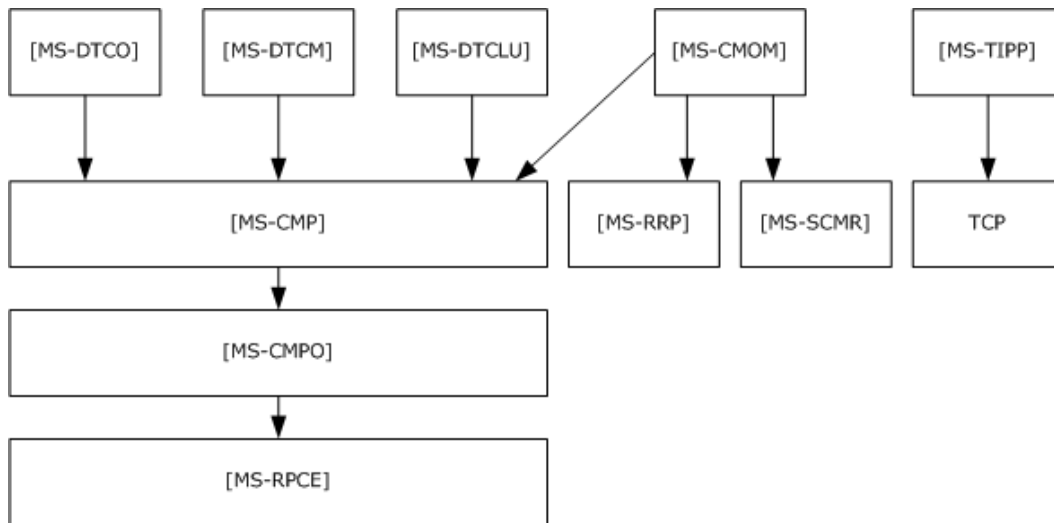 [MS-DTCO]
[MS-DTCM]
[MS-DTCLU]
[MS-CMOM]
[MS-TIPP]
[MS-CMP]
[MS-RRP]
[MS-SCMR]
TCP
[MS-CMPO]
[MS-RPCE]